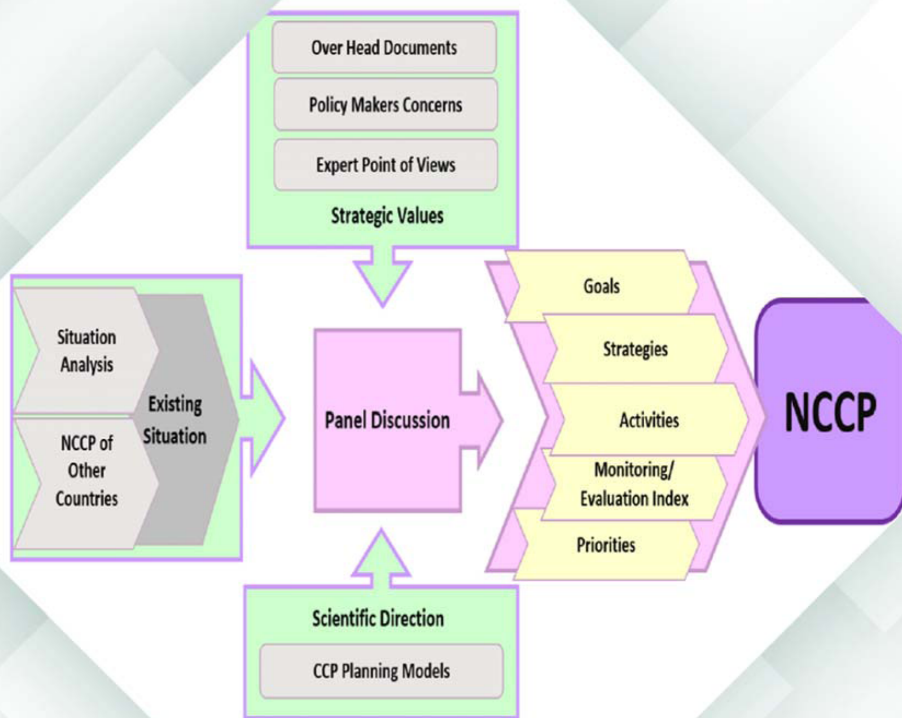 Over Head Documents
Policy Makers Concerns
Expert Point of Views
Strategic Values
Situation
Analysis
NCCP of
Other
Countries
Existing
Situation
Panel Discussion
Scientific Direction
CCP Planning Models
Goals
Strategies
Activities
Monitoring/
Evaluation Index
Priorities
NCCP